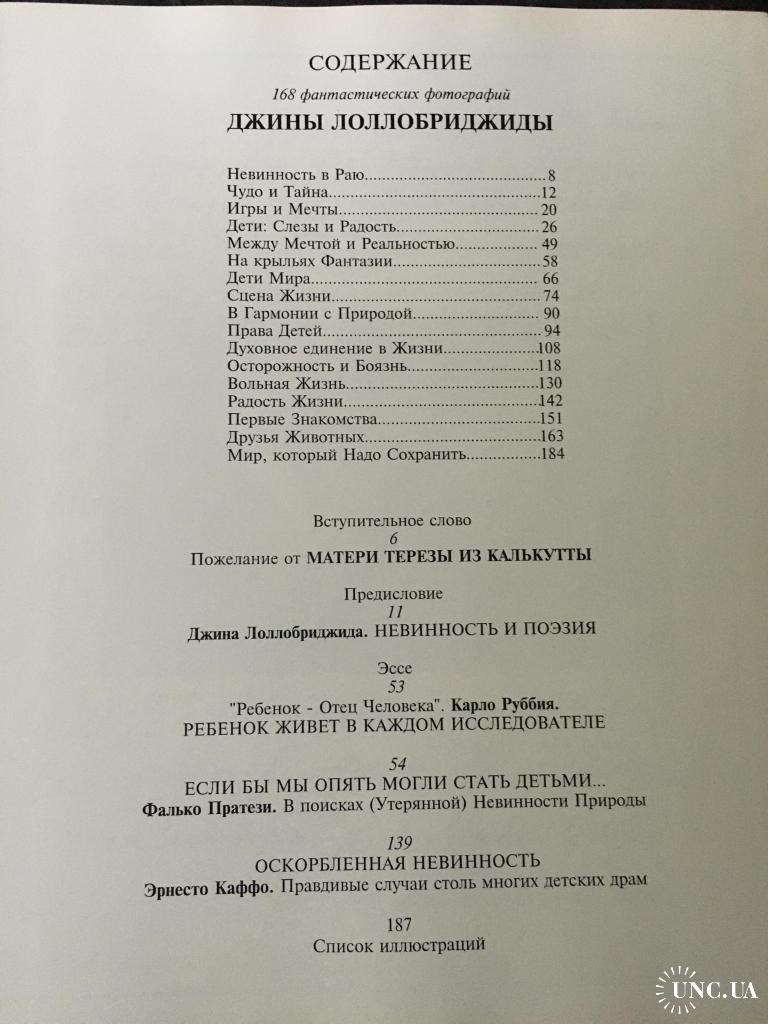 СОДЕРЖАНИЕ
168 фантастических фотографий
ДЖИНЫ ЛОЛЛОБРИДЖИДЫ
Невинность в Раю..................................................8
Чудо и Тайна..........................................................12
Игры и Мечты........................................................20
Дети: Слезы и Радость..........................................26
Между Мечтой и Реальностью............................49
На крыльях Фантазии...........................................58
Дети Мира..............................................................66
Сцена Жизни..........................................................74
В Гармонии с Природой.......................................90
Права Детей............................................................94
Духовное единение в Жизни..............................108
Осторожность и Боязнь.......................................118
Вольная Жизнь.....................................................130
Радость Жизни......................................................142
Первые Знакомства..............................................151
Друзья Животных.................................................163
Мир, который Надо Сохранить..........................184
Вступительное слово
6
Пожелание от МАТЕРИ ТЕРЕЗЫ ИЗ КАЛЬКУТТЫ
Предисловие
11
Джина Лоллобриджида. НЕВИННОСТЬ И ПОЭЗИЯ
Эссе
53
"Ребенок - Отец Человека". Карло Руббия.
РЕБЕНОК ЖИВЕТ В КАЖДОМ ИССЛЕДОВАТЕЛЕ
54
ЕСЛИ БЫ МЫ ОПЯТЬ МОГЛИ СТАТЬ ДЕТЬМИ...
Фалько Пратези. В поисках (Утерянной) Невинности Природы
139
ОСКОРБЛЕННАЯ НЕВИННОСТЬ
Эрнесто Каффо. Правдивые случаи столь многих детских драм
187
Список иллюстраций
UNC.UA